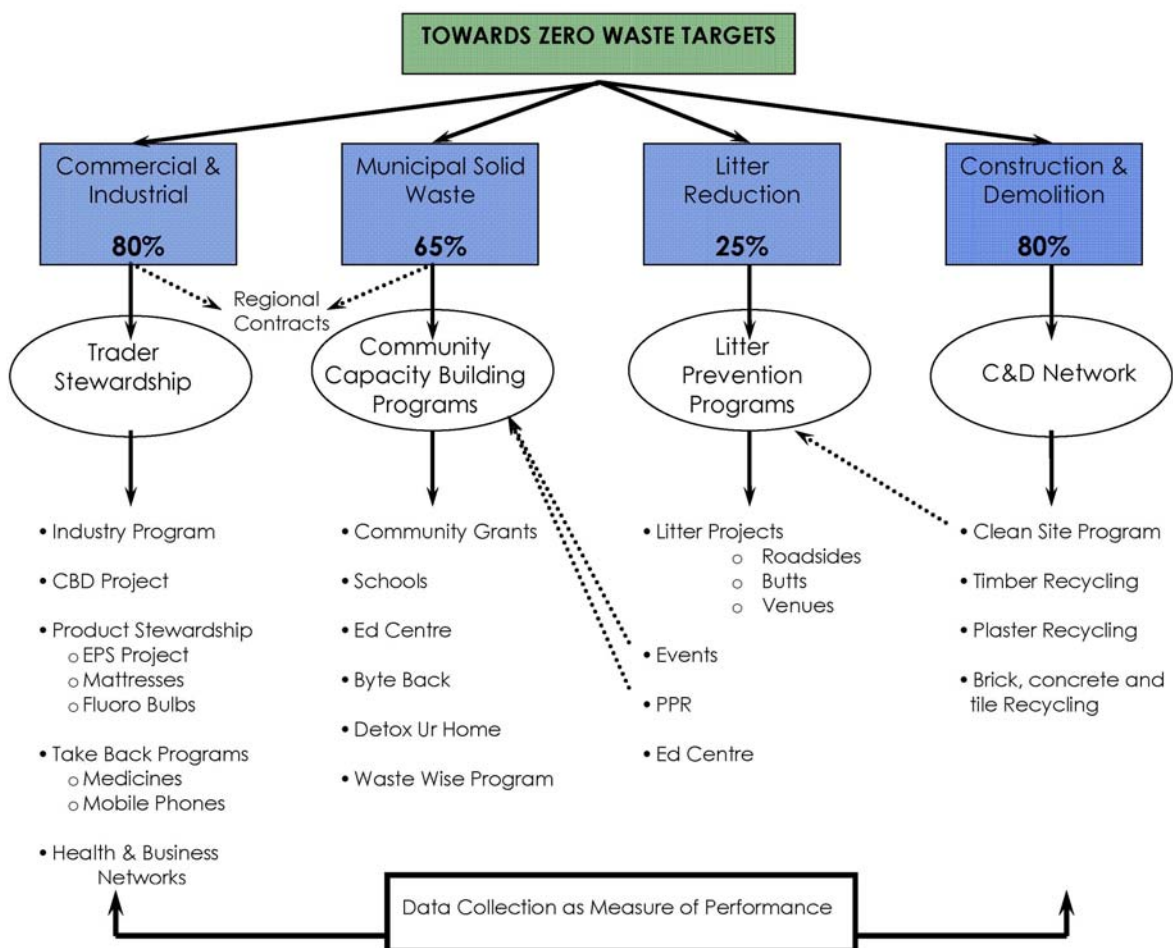 TOWARDS ZERO WASTE TARGETS
Commercial &
Industrial
80%
Municipal Solid
Waste
65%
Litter
Reduction
25%
Construction &
Demolition
80%
Regional
Contracts
Trader
Stewardship
Community
Capacity Building
Programs
Litter
Prevention
Programs
C&D Network
• Industry Program
• CBD Project
• Product Stewardship
o EPS Project
o Mattresses
o Fluoro Bulbs
• Take Back Programs
o Medicines
o Mobile Phones
• Health & Business
Networks
• Community Grants
• Schools
• Ed Centre
• Byte Back
• Detox Ur Home
• Waste Wise Program
• Litter Projects
o Roadsides
o Butts
o Venues
• Events
• PPR
• Ed Centre
• Clean Site Program
• Timber Recycling
• Plaster Recycling
• Brick, concrete and
tile Recycling
Data Collection as Measure of Performance